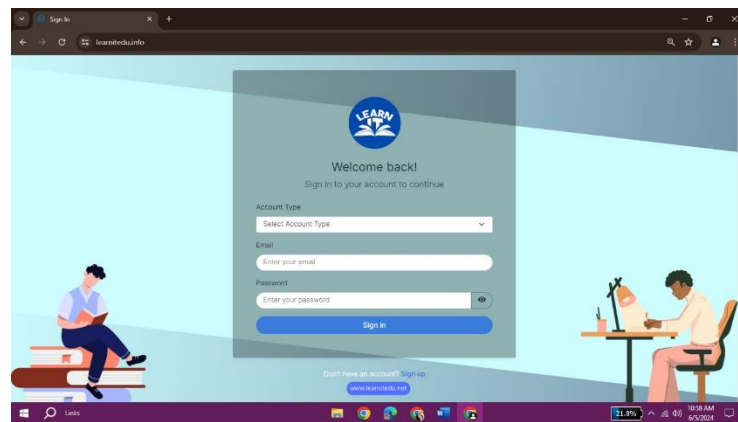 Sign In
learnitedu.info
LEARN
IT
Welcome back!
Sign in to your account to continue
Account Type
Select Account Type
Email
Enter your email
Password
Enter your password
Sign in
Don't have an account? Sign up
www.learnitedu.net
Links
21.9%
10:58 AM
6/5/2024